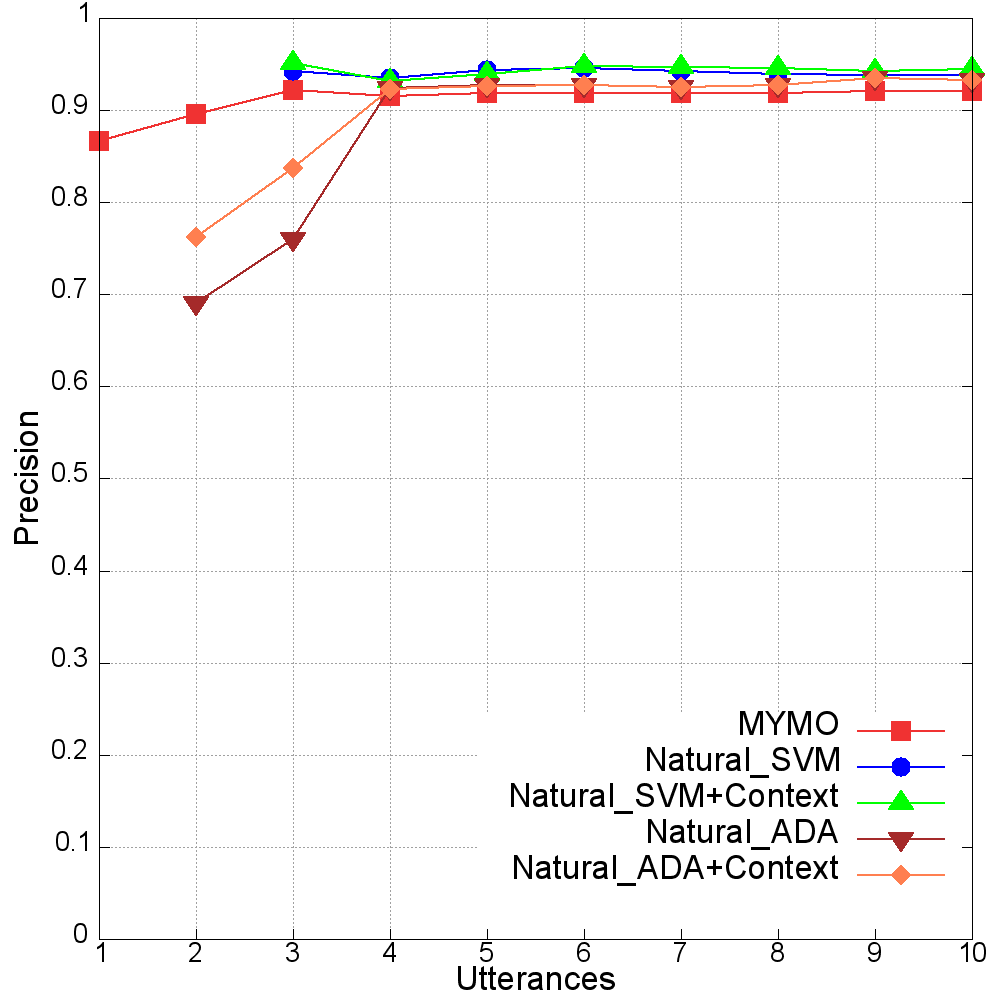 1
0.9
0.8
0.7
0.6
0.5
0.4
0.3
0.2
0.1
0
Precision
1 2 3 4 5 6 7 8 9 10
Utterances
MYMO
Natural_SVM
Natural_SVM+Context
Natural_ADA
Natural_ADA+Context